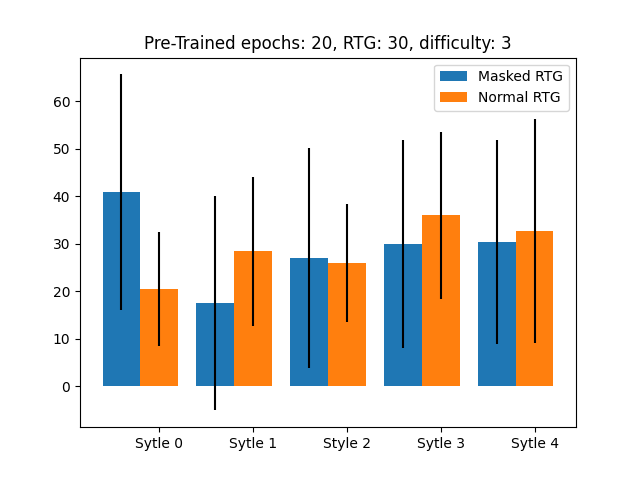 Pre-Trained epochs: 20, RTG: 30, difficulty: 3
Masked RTG
Normal RTG
60
50
40
30
20
10
0
Sytle 0 Sytle 1 Style 2 Sytle 3 Sytle 4